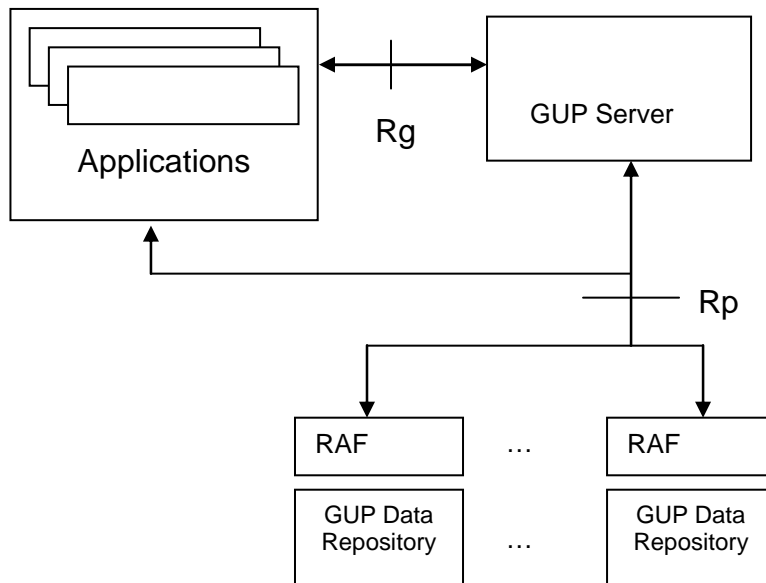 Rg
GUP Server
Applications
Rp
RAF
…
RAF
GUP Data
Repository
…
GUP Data
Repository